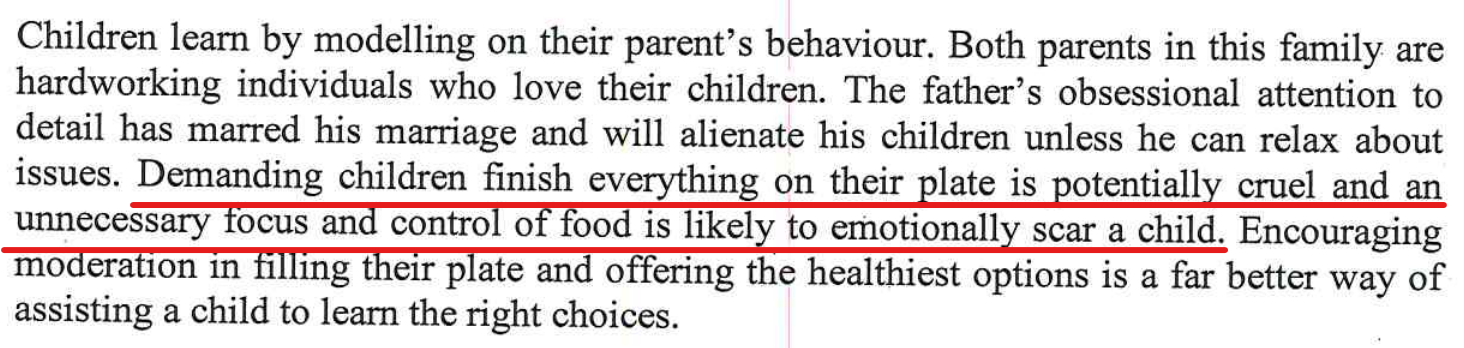 Children learn by modelling on their parent's behaviour. Both parents in this family are
hardworking individuals who love their children. The father's obsessional attention to
detail has marred his marriage and will alienate his children unless he can relax about
issues. Demanding children finish everything on their plate is potentially cruel and an
unnecessary focus and control of food is likely to emotionally scar a child. Encouraging
moderation in filling their plate and offering the healthiest options is a far better way of
assisting a child to learn the right choices.